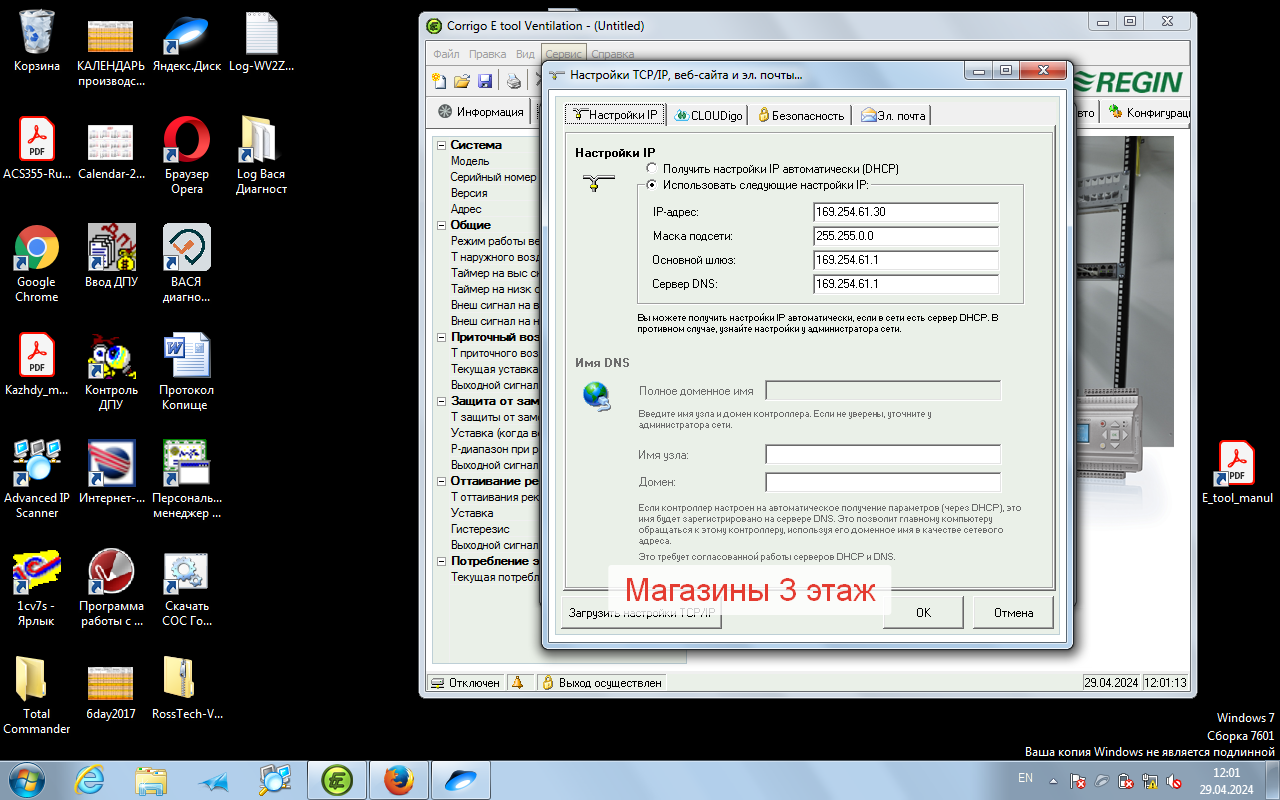 Корзина
КАЛЕНДАРЬ
производс...
Яндекс.Диск
Log-WV2Z...
ACS355-Ru...
Calendar-2...
Браузер
Opera
Log Вася
Диагност
Google
Chrome
Ввод ДПУ
ВАСЯ
диагно...
Kazhdy_m...
Контроль
ДПУ
Протокол
Копище
Advanced IP
Scanner
Интернет-...
Персональ...
менеджер ...
1cv7s -
Ярлык
Программа
работы с ...
Скачать
СОС Го...
Total
Commander
6day2017
RossTech-V...
E_tool_manul
Corrigo E tool Ventilation - (Untitled)
Файл Правка Вид Сервис Справка
REGIN
Информация
вто
Конфигурац
Система
Модель
Серийный номер
Версия
Адрес
Общие
Режим работы ве
Т наружного возд
Таймер на выс ск
Таймер на низк с
Внеш сигнал на в
Внеш сигнал на н
Приточный воз
Т приточного воз
Текущая уставка
Выходной сигнал
Защита от зам
Т защиты от заме
Уставка (когда ве
Р-диапазон при р
Выходной сигнал
Оттаивание ре
Т оттаивания рек
Уставка
Гистерезис
Выходной сигнал
Потребление э
Текущая потребл
Настройки TCP/IP, веб-сайта и эл. почты...
Настройки IP
CLOUDigo
Безопасность
Эл. почта
Настройки IP
Получить настройки IP автоматически (DHCP)
Использовать следующие настройки IP:
IP-адрес: 169.254.61.30
Маска подсети: 255.255.0.0
Основной шлюз: 169.254.61.1
Сервер DNS: 169.254.61.1
Вы можете получить настройки IP автоматически, если в сети есть сервер DHCP. В
противном случае, узнайте настройки у администратора сети.
Имя DNS
Полное доменное имя
Введите имя узла и домен контроллера. Если не уверены, уточните у
администратора сети.
Имя узла:
Домен:
Если контроллер настроен на автоматическое получение параметров (через DHCP), это
имя будет зарегистрировано на сервере DNS. Это позволит главному компьютеру
обращаться к этому контроллеру, используя его доменное имя в качестве сетевого
адреса.
Это требует согласованной работы серверов DHCP и DNS.
Магазины 3 этаж
Загрузить настройки TCP/IP
OK
Отмена
Отключен
Выход осуществлен
29.04.2024 12:01:13
Windows 7
Сборка 7601
Ваша копия Windows не является подлинной
EN
12:01
29.04.2024